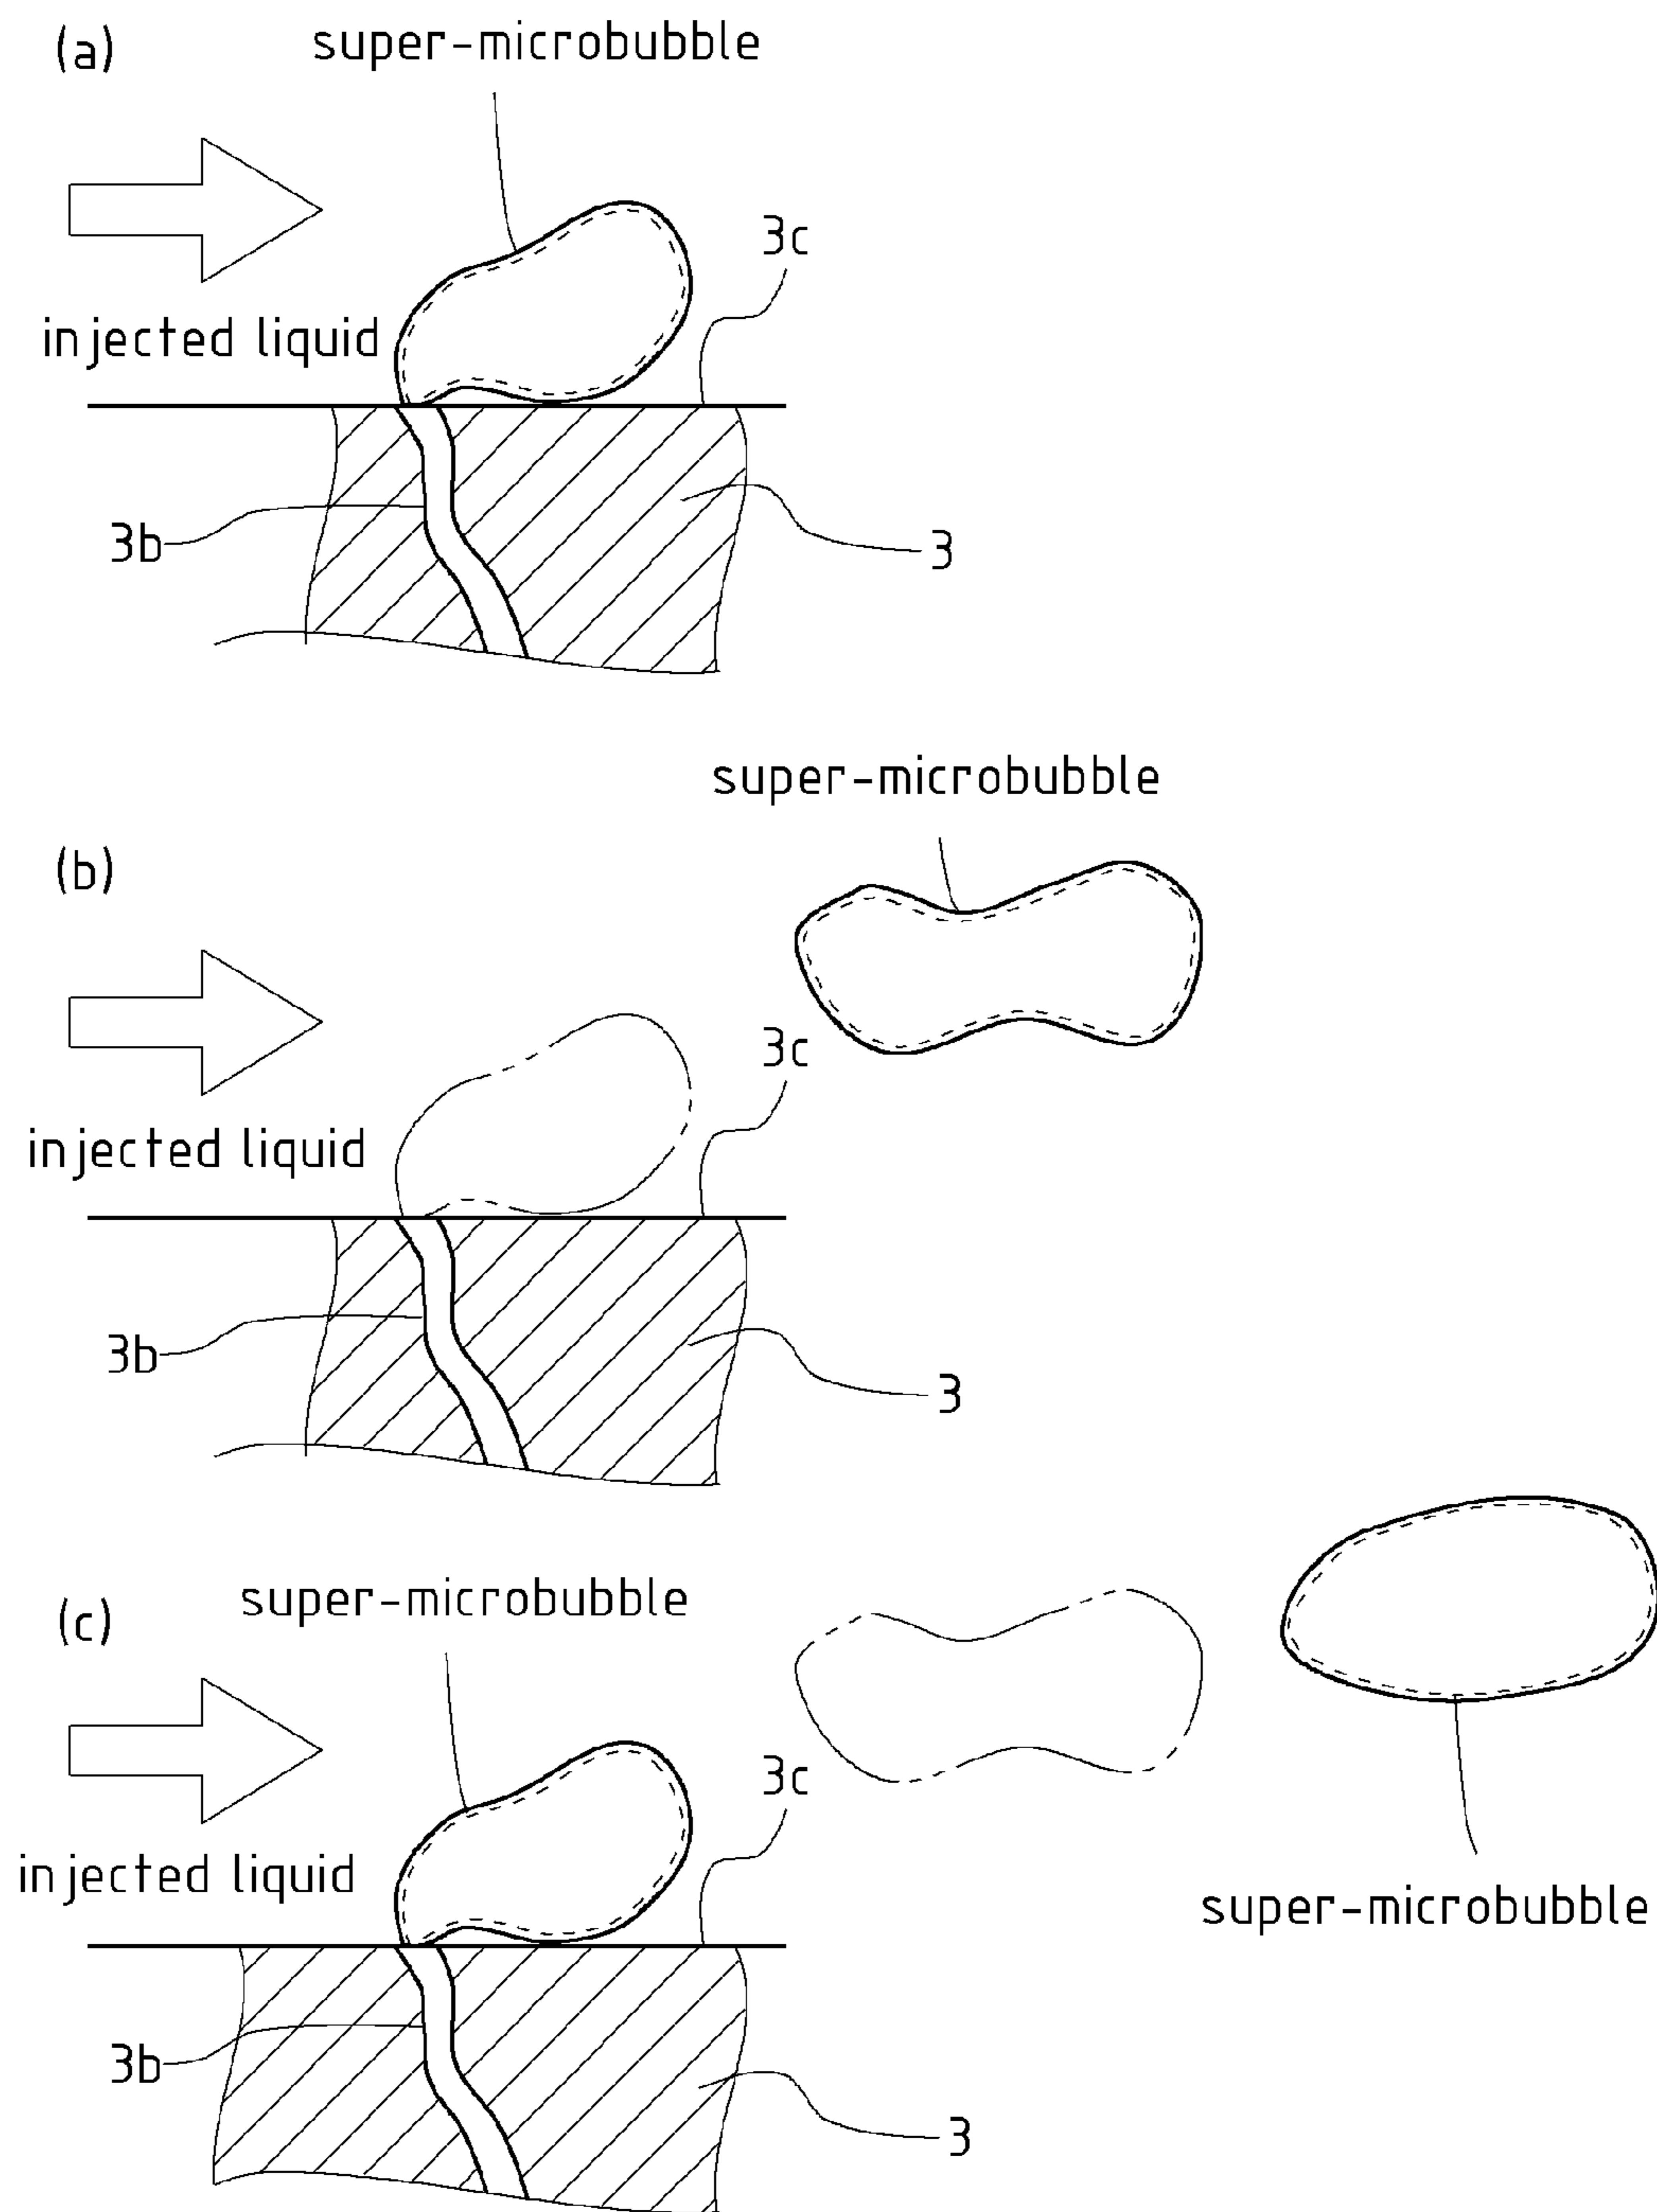 (a)
super-microbubble
3c
injected liquid
3b
3
super-microbubble
(b)
3c
injected liquid
3b
3
super-microbubble
(c)
3c
injected liquid
super-microbubble
3b
3